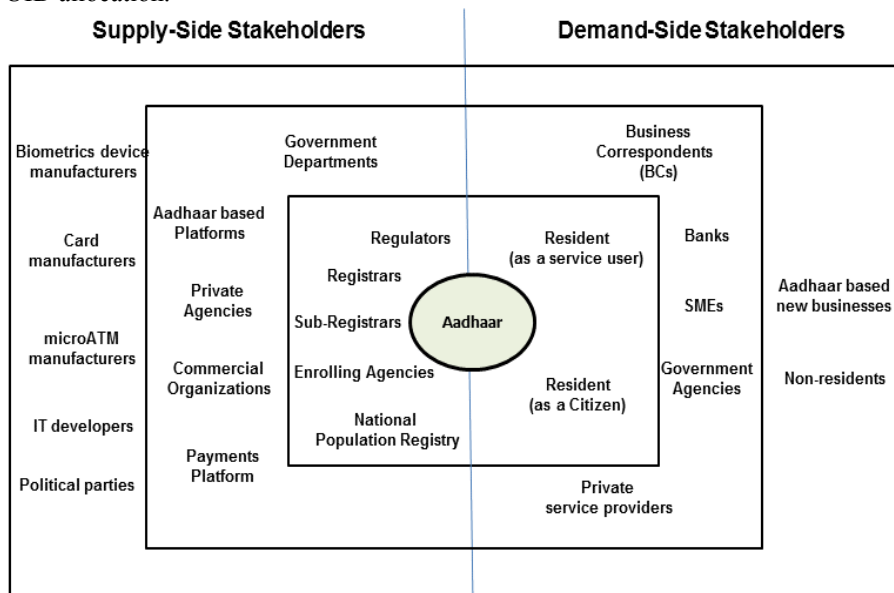 Supply-Side Stakeholders
Demand-Side Stakeholders
Biometrics device
manufacturers
Card
manufacturers
microATM
manufacturers
IT developers
Political parties
Government
Departments
Aadhaar based
Platforms
Private
Agencies
Commercial
Organizations
Payments
Platform
Regulators
Registrars
Sub-Registrars
Enrolling Agencies
National
Population Registry
Aadhaar
Resident
(as a service user)
Resident
(as a Citizen)
Business
Correspondents
(BCs)
Banks
SMEs
Government
Agencies
Private
service providers
Aadhaar based
new businesses
Non-residents